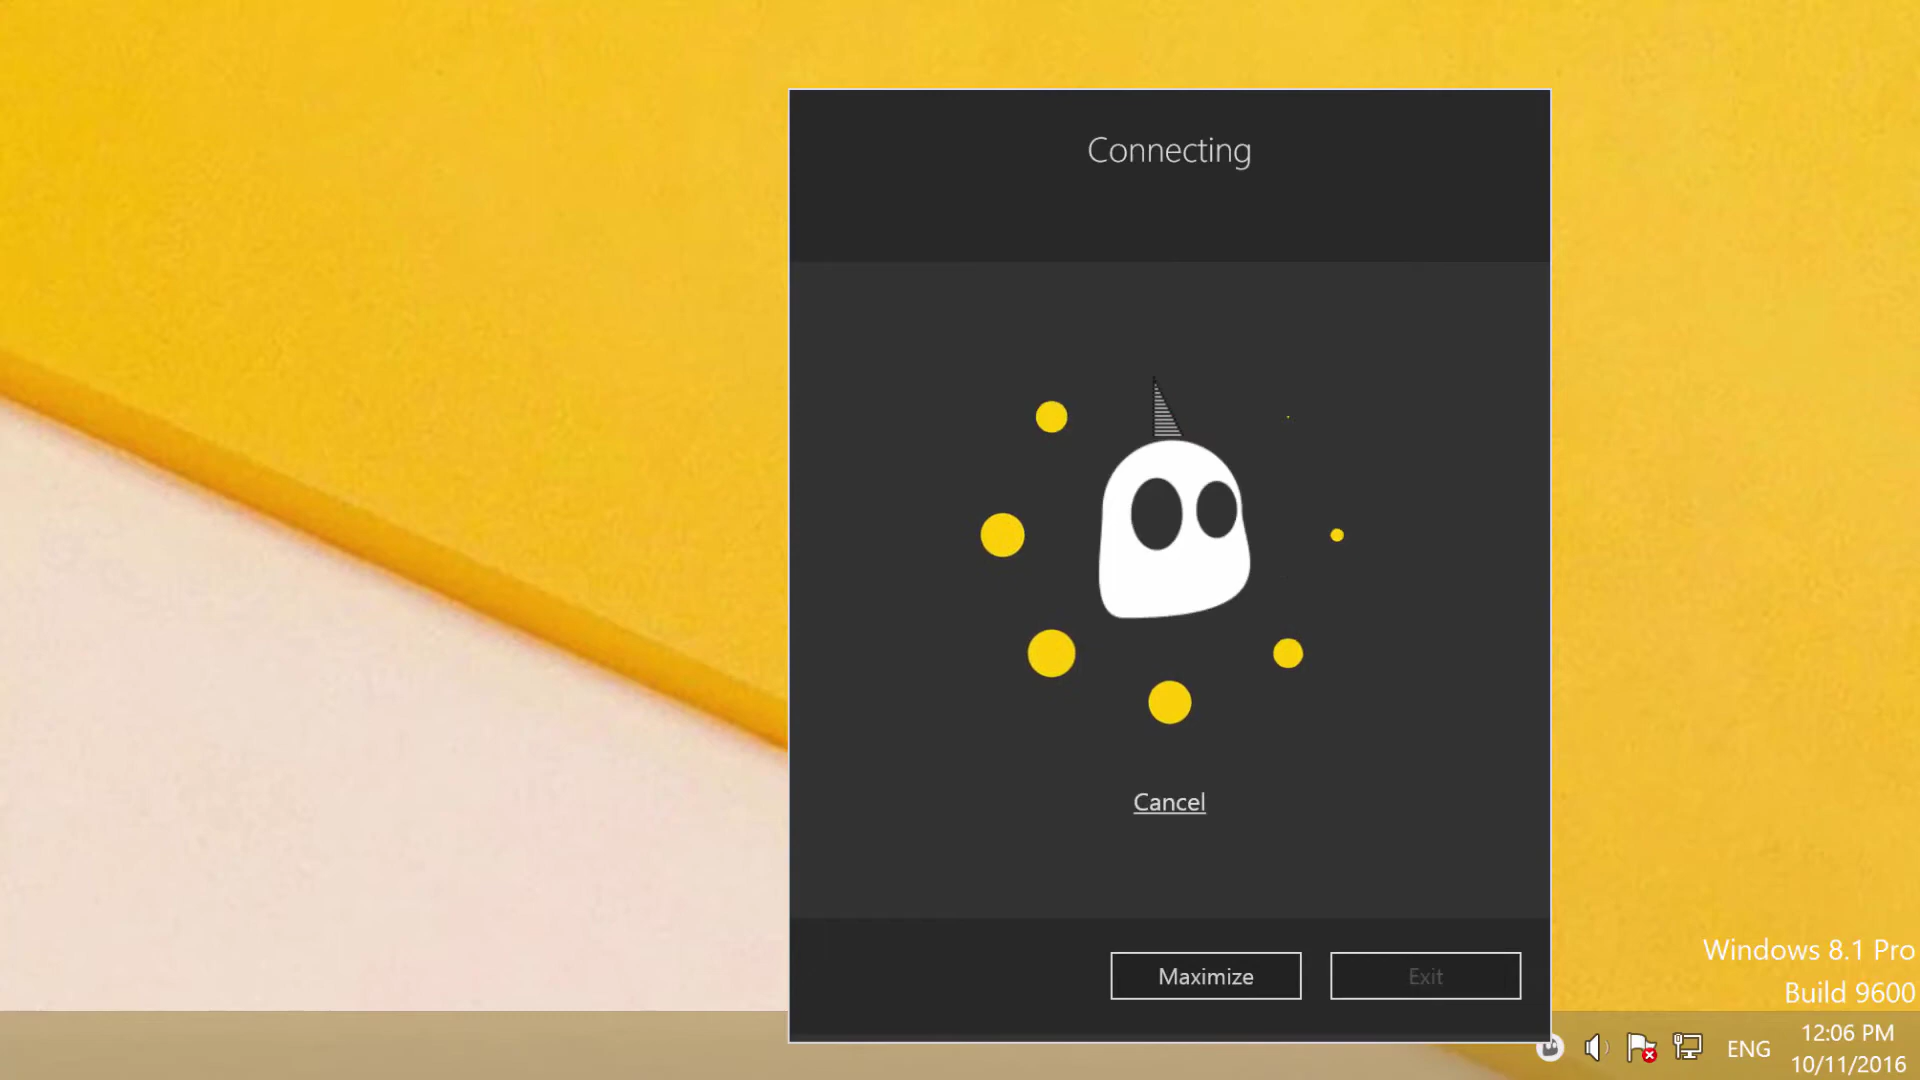 Connecting
Cancel
Maximize
Exit
Windows 8.1 Pro
Build 9600
12:06 PM
ENG
10/11/2016